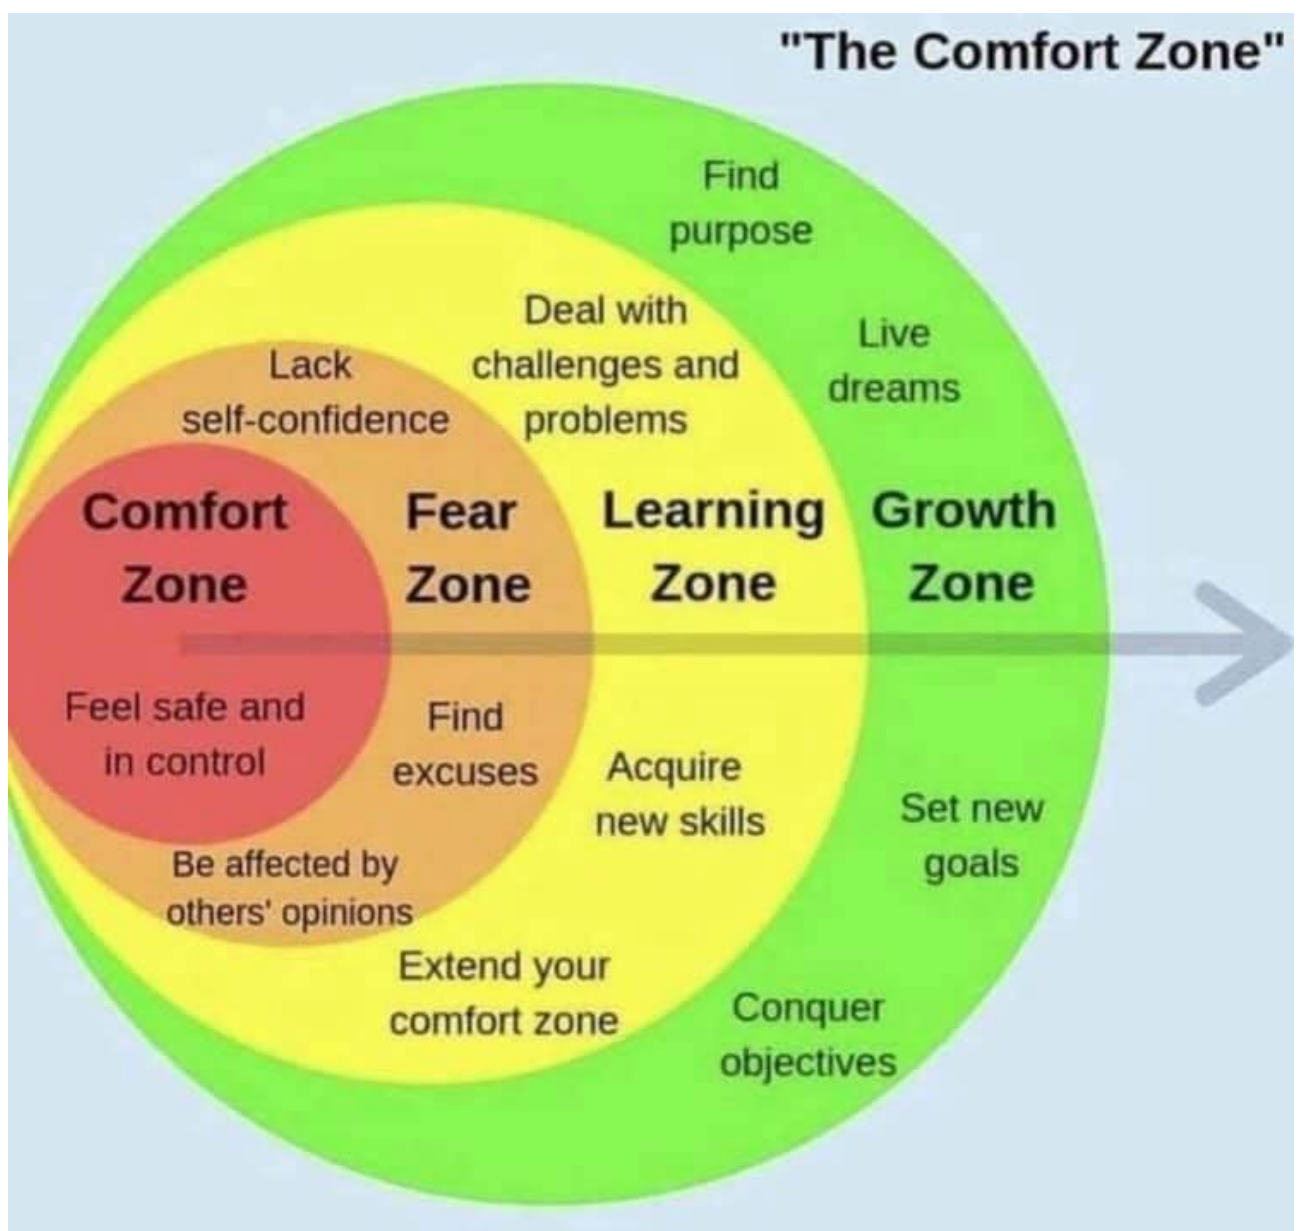 "The Comfort Zone"
Find
purpose
Live
dreams
Deal with
challenges and
problems
Lack
self-confidence
Comfort
Zone
Fear
Zone
Learning
Zone
Growth
Zone
Feel safe and
in control
Find
excuses
Be affected by
others' opinions
Acquire
new skills
Extend your
comfort zone
Set new
goals
Conquer
objectives